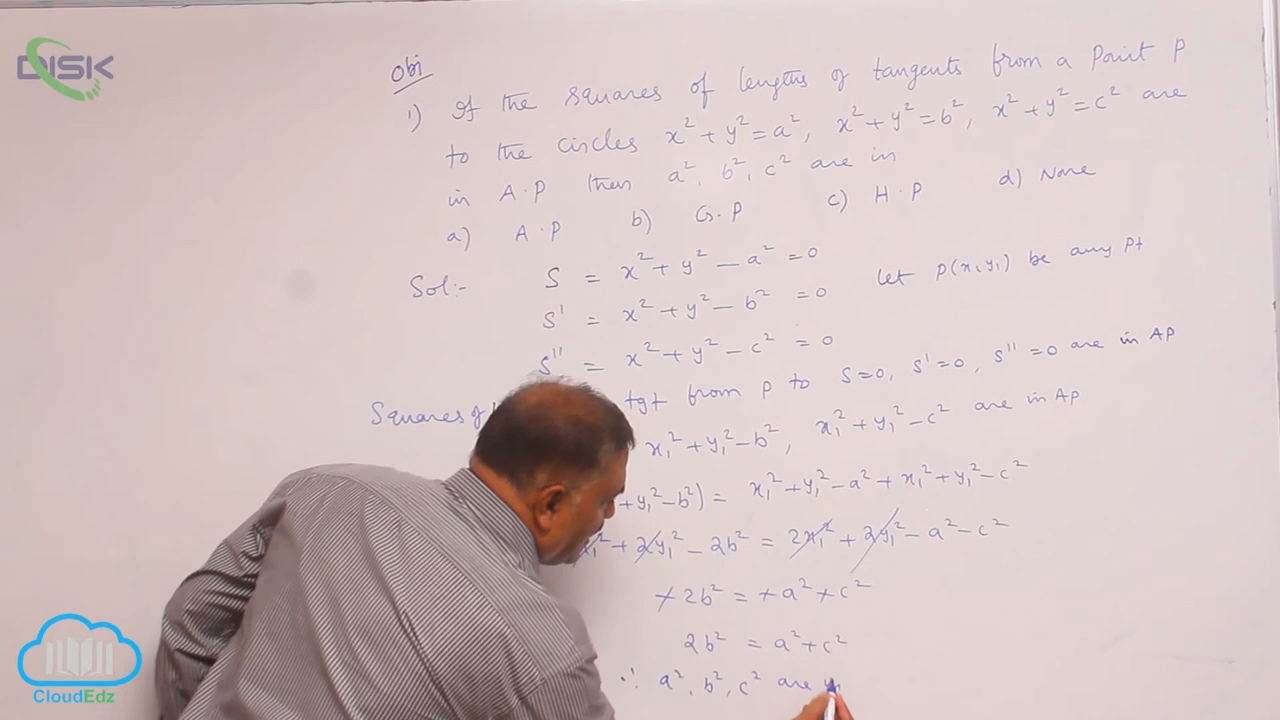 DISK
Obj
1) If the squares of lengths of tangents from a point P
to the circles x² + y² = a², x² + y² = b², x² + y² = c² are
in A.P then a², b², c² are in
a) A.P b) G.P c) H.P d) None
Sol:- S = x² + y² - a² = 0
S' = x² + y² - b² = 0 let P(x₁y₁) be any pt
S'' = x² + y² - c² = 0
Squares of tgt from P to S=0, S'=0, S''=0 are in AP
x₁² + y₁² - b², x₁² + y₁² - c² are in AP
+ y₁² - b²) = x₁² + y₁² - a² + x₁² + y₁² - c²
x₁² + 2y₁² - 2b² = 2x₁² + 2y₁² - a² - c²
-2b² = -a² + c²
2b² = a² + c²
∴ a², b², c² are
CloudEdz